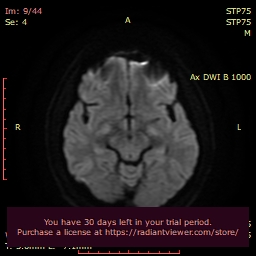 Im: 9/44
Se: 4
A
STP75
STP75
M
Ax DWI B 1000
R
L
You have 30 days left in your trial period.
Purchase a license at https://radiantviewer.com/store/